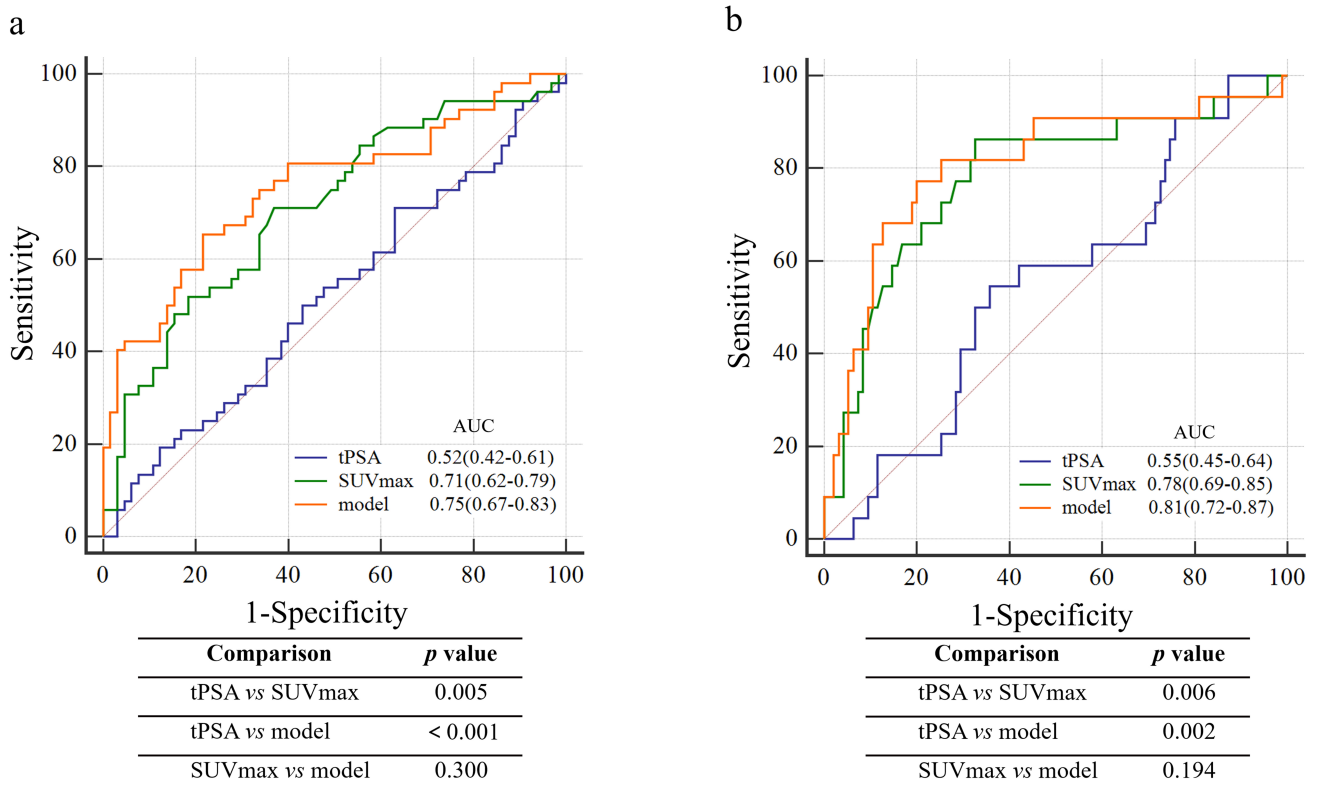 a
Sensitivity
100
80
60
40
20
0
AUC
tPSA 0.52(0.42-0.61)
SUVmax 0.71(0.62-0.79)
model 0.75(0.67-0.83)
0 20 40 60 80 100
1-Specificity
Comparison p value
tPSA vs SUVmax 0.005
tPSA vs model < 0.001
SUVmax vs model 0.300
b
Sensitivity
100
80
60
40
20
0
AUC
tPSA 0.55(0.45-0.64)
SUVmax 0.78(0.69-0.85)
model 0.81(0.72-0.87)
0 20 40 60 80 100
1-Specificity
Comparison p value
tPSA vs SUVmax 0.006
tPSA vs model 0.002
SUVmax vs model 0.194